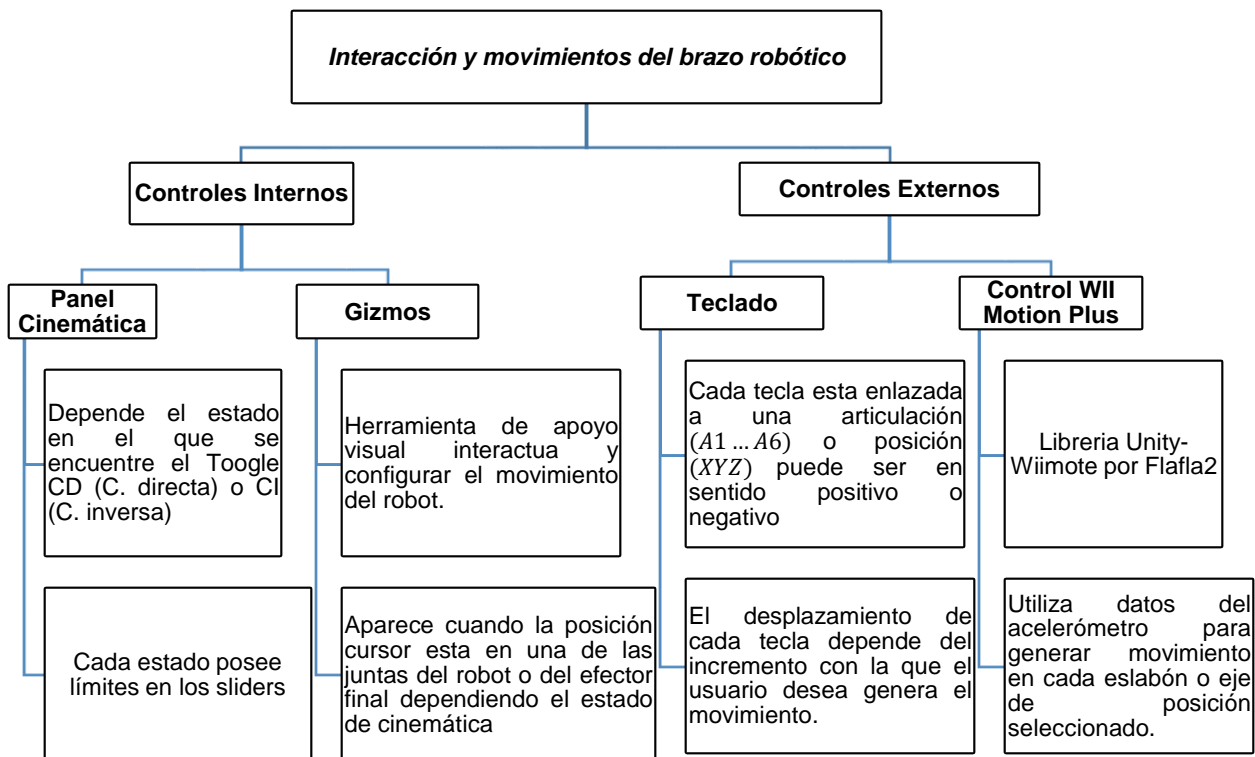 Interacción y movimientos del brazo robótico
Controles Internos
Controles Externos
Panel
Cinemática
Gizmos
Teclado
Control WII
Motion Plus
Depende el estado
en el que se
encuentre el Toogle
CD (C. directa) o CI
(C. inversa)
Herramienta de apoyo
visual interactua y
configurar el movimiento
del robot.
Cada tecla esta enlazada
a una articulación
(A1 … A6) o posición
(XYZ) puede ser en
sentido positivo o
negativo
Libreria Unity-
Wiimote por Flafla2
Cada estado posee
límites en los sliders
Aparece cuando la posición
cursor esta en una de las
juntas del robot o del efector
final dependiendo el estado
de cinemática
El desplazamiento de
cada tecla depende del
incremento con la que el
usuario desea genera el
movimiento.
Utiliza datos del
acelerómetro para
generar movimiento
en cada eslabón o eje
de posición
seleccionado.